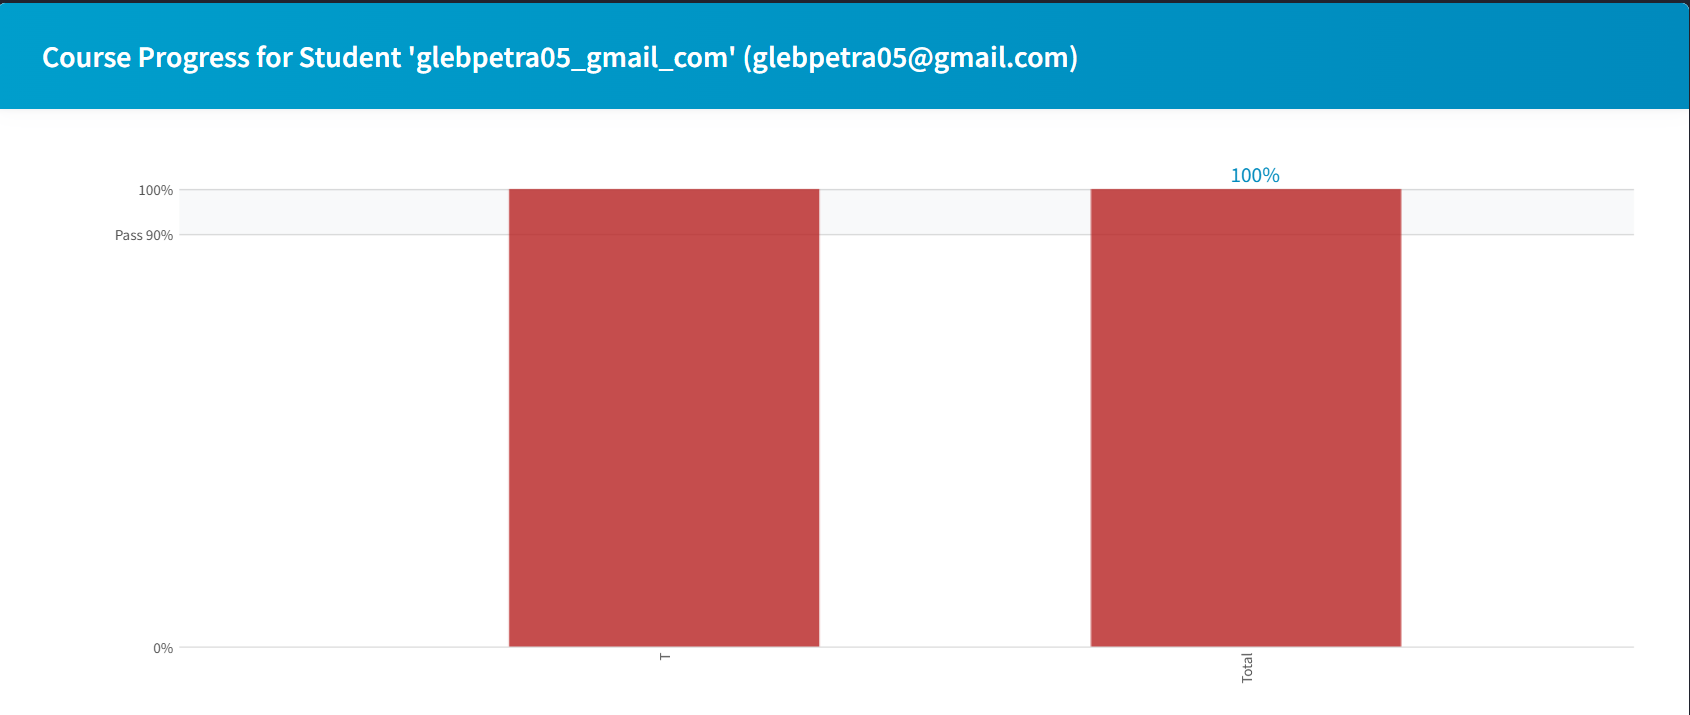 Course Progress for Student 'glebpetra05_gmail_com' (glebpetra05@gmail.com)
100%
100%
Pass 90%
0%
T
Total